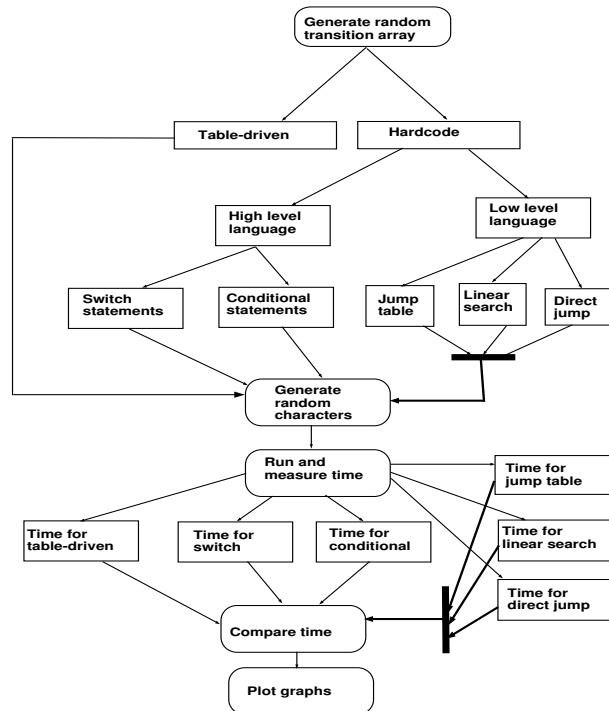 Generate random
transition array
Table-driven
Hardcode
High level
language
Low level
language
Switch
statements
Conditional
statements
Jump
table
Linear
search
Direct
jump
Generate
random
characters
Run and
measure time
Time for
jump table
Time for
table-driven
Time for
switch
Time for
conditional
Time for
linear search
Time for
direct jump
Compare time
Plot graphs